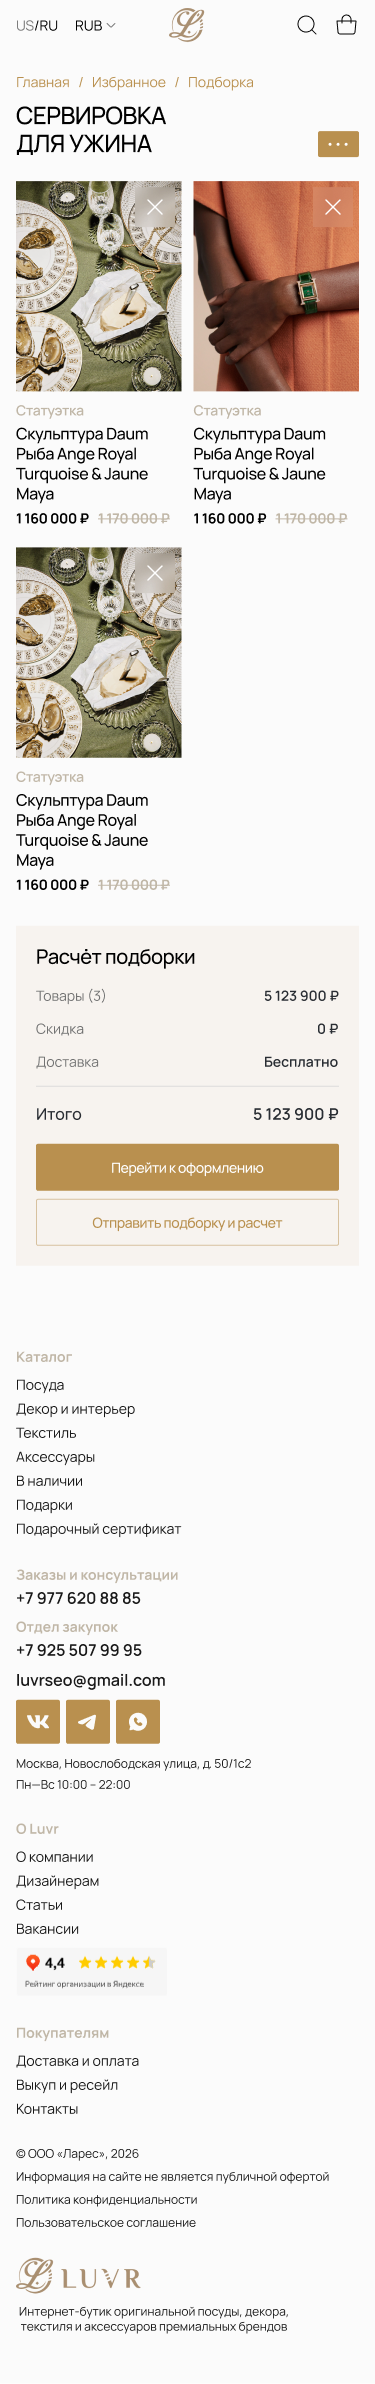 US/RU RUB
Главная / Избранное / Подборка
СЕРВИРОВКА
ДЛЯ УЖИНА
Статуэтка
Скульптура Daum
Рыба Ange Royal
Turquoise & Jaune
Maya
1 160 000 ₽ 1 170 000 ₽
Статуэтка
Скульптура Daum
Рыба Ange Royal
Turquoise & Jaune
Maya
1 160 000 ₽ 1 170 000 ₽
Статуэтка
Скульптура Daum
Рыба Ange Royal
Turquoise & Jaune
Maya
1 160 000 ₽ 1 170 000 ₽
Расчёт подборки
Товары (3) 5 123 900 ₽
Скидка 0 ₽
Доставка Бесплатно
Итого 5 123 900 ₽
Перейти к оформлению
Отправить подборку и расчет
Каталог
Посуда
Декор и интерьер
Текстиль
Аксессуары
В наличии
Подарки
Подарочный сертификат
Заказы и консультации
+7 977 620 88 85
Отдел закупок
+7 925 507 99 95
luvrseo@gmail.com
Москва, Новослободская улица, д. 50/1с2
Пн—Вс 10:00 – 22:00
О Luvr
О компании
Дизайнерам
Статьи
Вакансии
4,4
Рейтинг организации в Яндексе
Покупателям
Доставка и оплата
Выкуп и ресейл
Контакты
© ООО «Ларес», 2026
Информация на сайте не является публичной офертой
Политика конфиденциальности
Пользовательское соглашение
LUVR
Интернет-бутик оригинальной посуды, декора,
текстиля и аксессуаров премиальных брендов